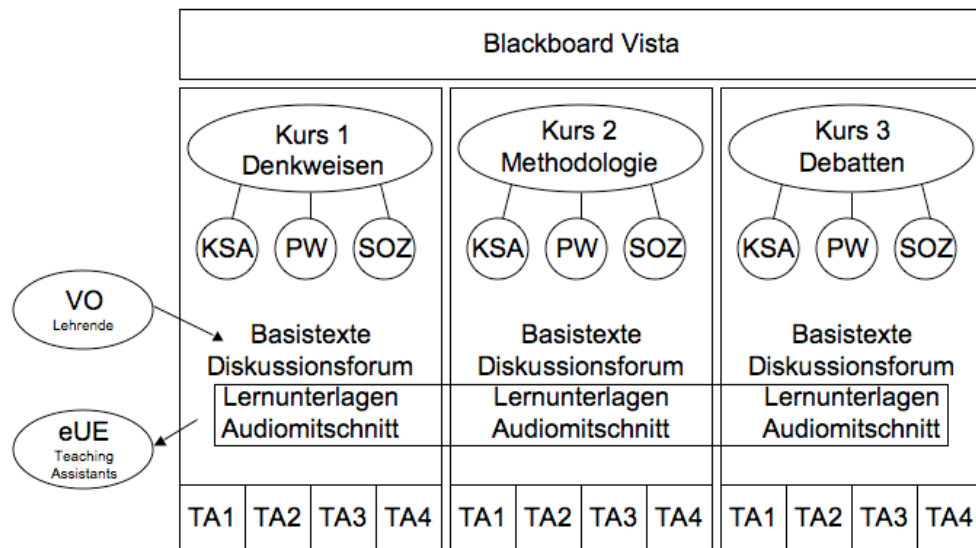 Blackboard Vista
Kurs 1
Denkweisen
KSA
PW
SOZ
Kurs 2
Methodologie
KSA
PW
SOZ
Kurs 3
Debatten
KSA
PW
SOZ
VO
Lehrende
eUE
Teaching
Assistants
Basistexte
Diskussionsforum
Lernunterlagen
Audiomitschnitt
Basistexte
Diskussionsforum
Lernunterlagen
Audiomitschnitt
Basistexte
Diskussionsforum
Lernunterlagen
Audiomitschnitt
TA1
TA2
TA3
TA4
TA1
TA2
TA3
TA4
TA1
TA2
TA3
TA4